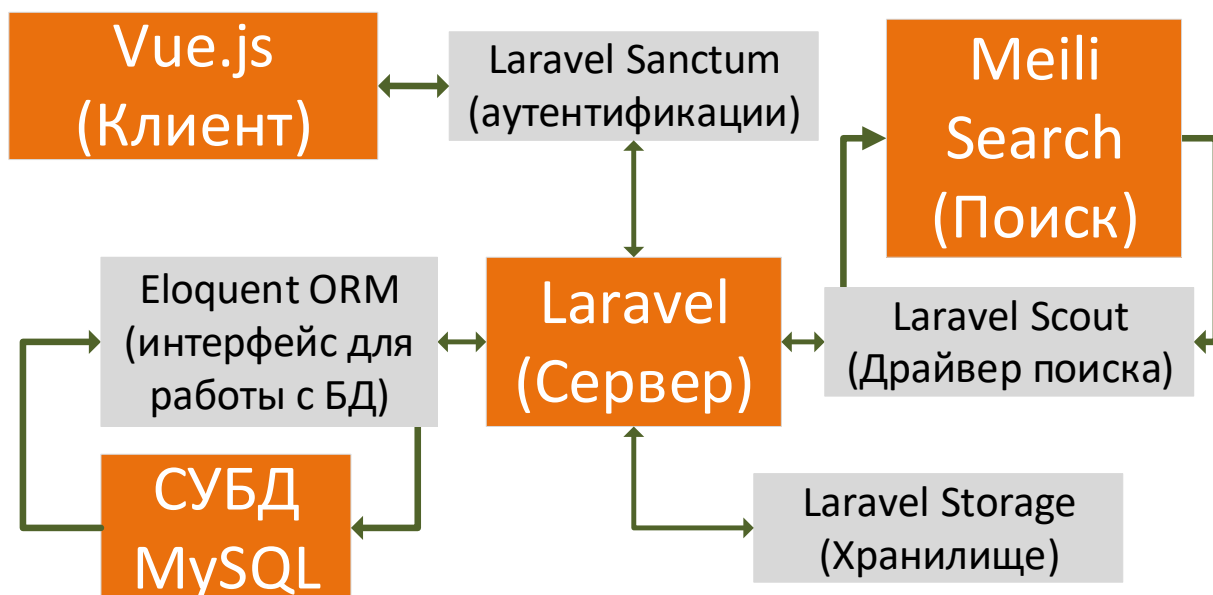 Vue.js
(Клиент)
Laravel Sanctum
(аутентификации)
Meili
Search
(Поиск)
Eloquent ORM
(интерфейс для
работы с БД)
Laravel
(Сервер)
Laravel Scout
(Драйвер поиска)
СУБД
MySQL
Laravel Storage
(Хранилище)